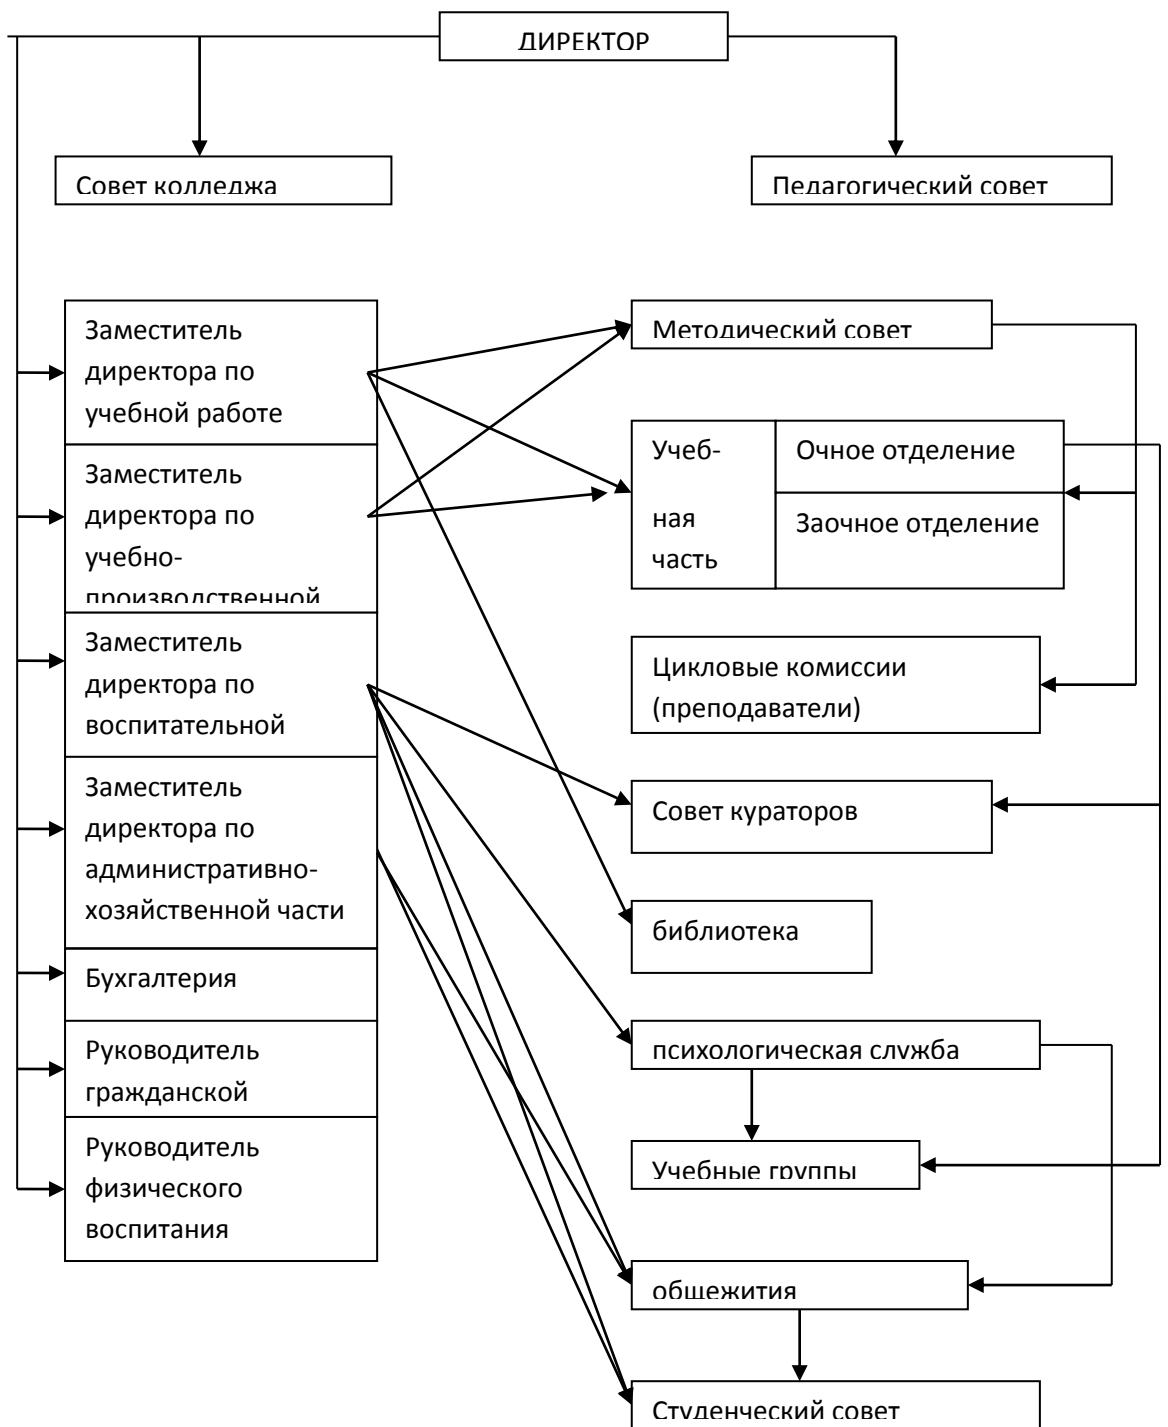 ДИРЕКТОР
Совет колледжа
Педагогический совет
Заместитель
директора по
учебной работе
Заместитель
директора по
учебно-
производственной
Заместитель
директора по
воспитательной
Заместитель
директора по
административно-
хозяйственной части
Бухгалтерия
Руководитель
гражданской
Руководитель
физического
воспитания
Методический совет
Учеб-
ная
часть
Очное отделение
Заочное отделение
Цикловые комиссии
(преподаватели)
Совет кураторов
библиотека
психологическая служба
Учебные группы
общежития
Студенческий совет